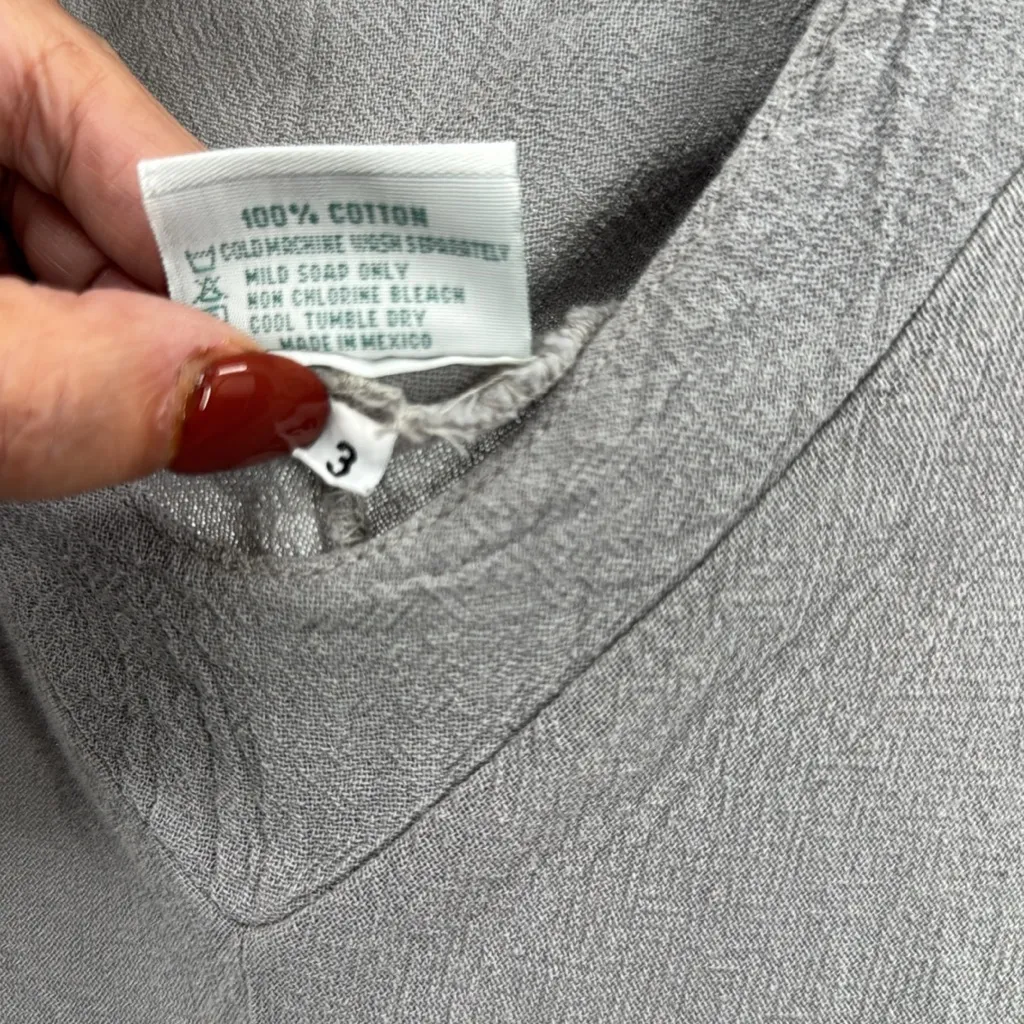 100% COTTON
COLD MACHINE WASH SEPARATELY
MILD SOAP ONLY
NON CHLORINE BLEACH
COOL TUMBLE DRY
MADE IN MEXICO
3